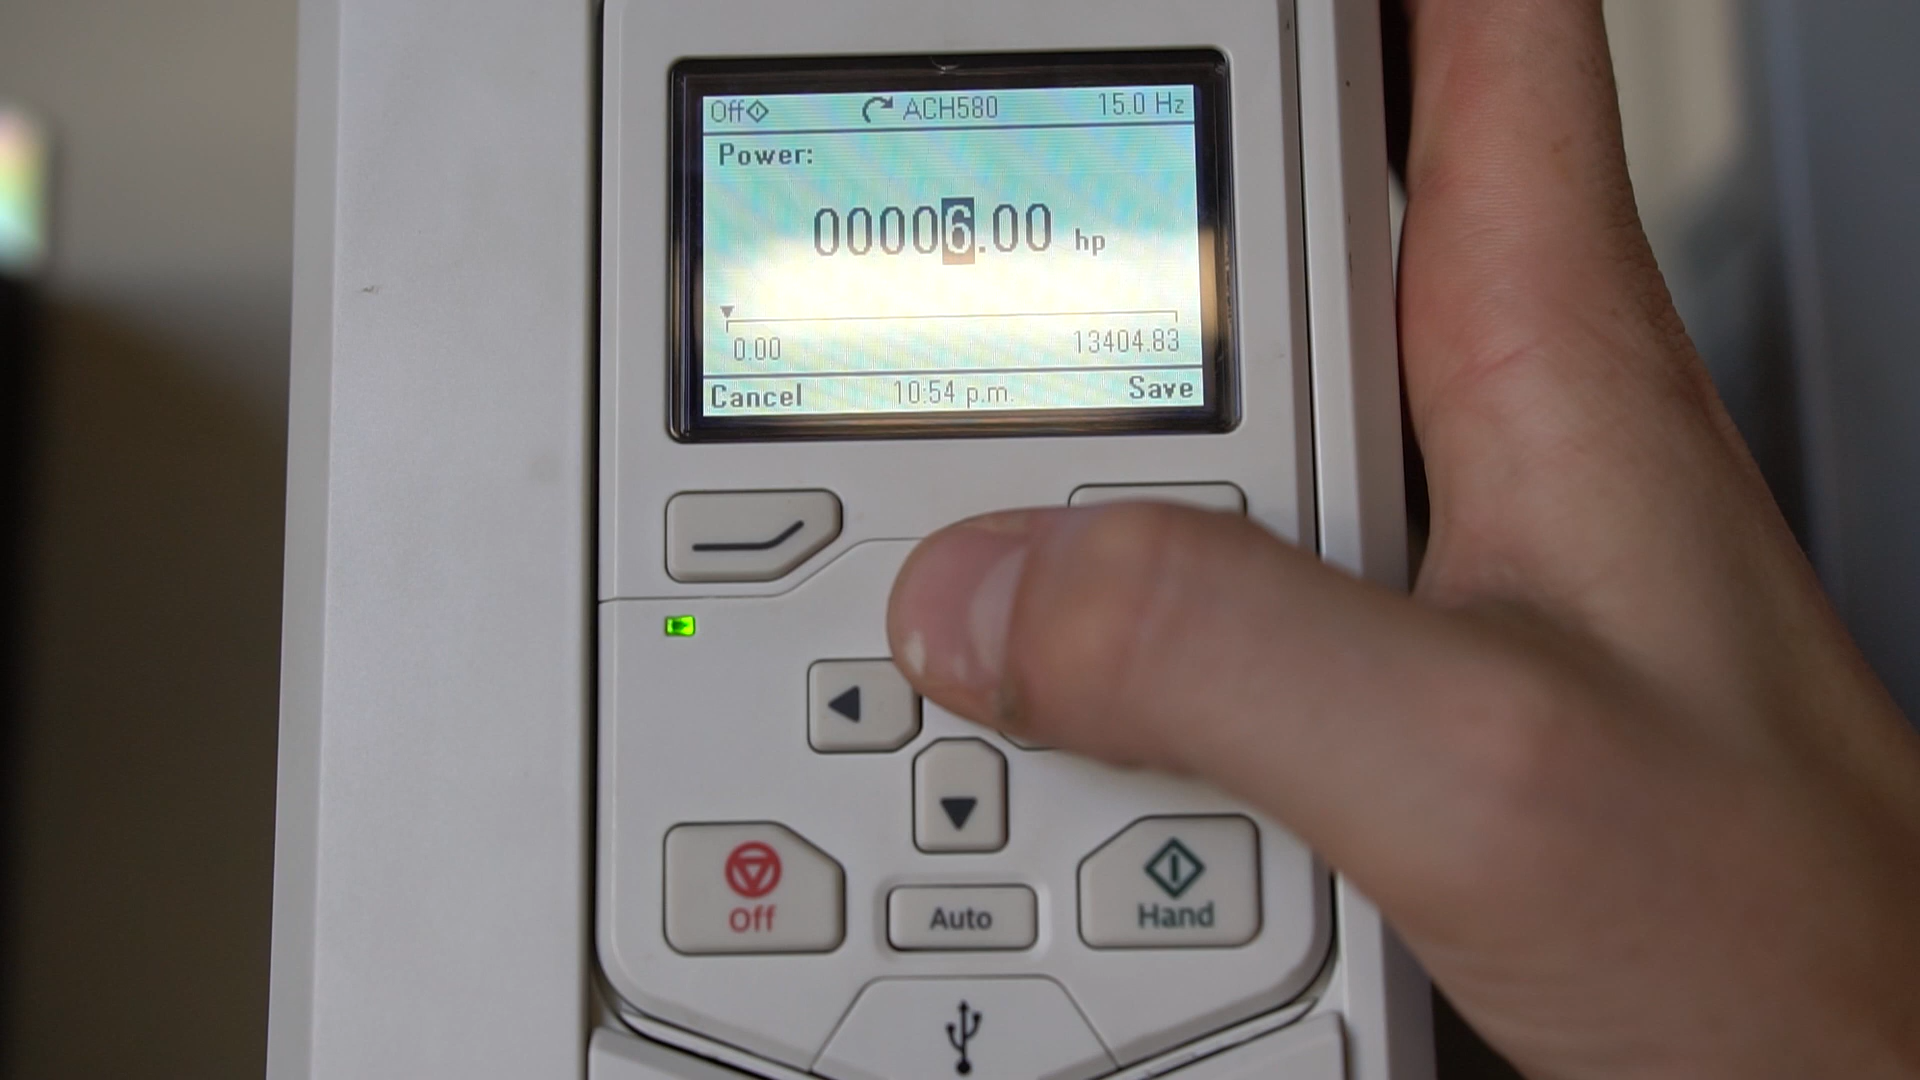 Off ACH580 15.0 Hz
Power:
00006.00 hp
0.00 13404.83
Cancel 10:54 p.m. Save
Off Auto Hand